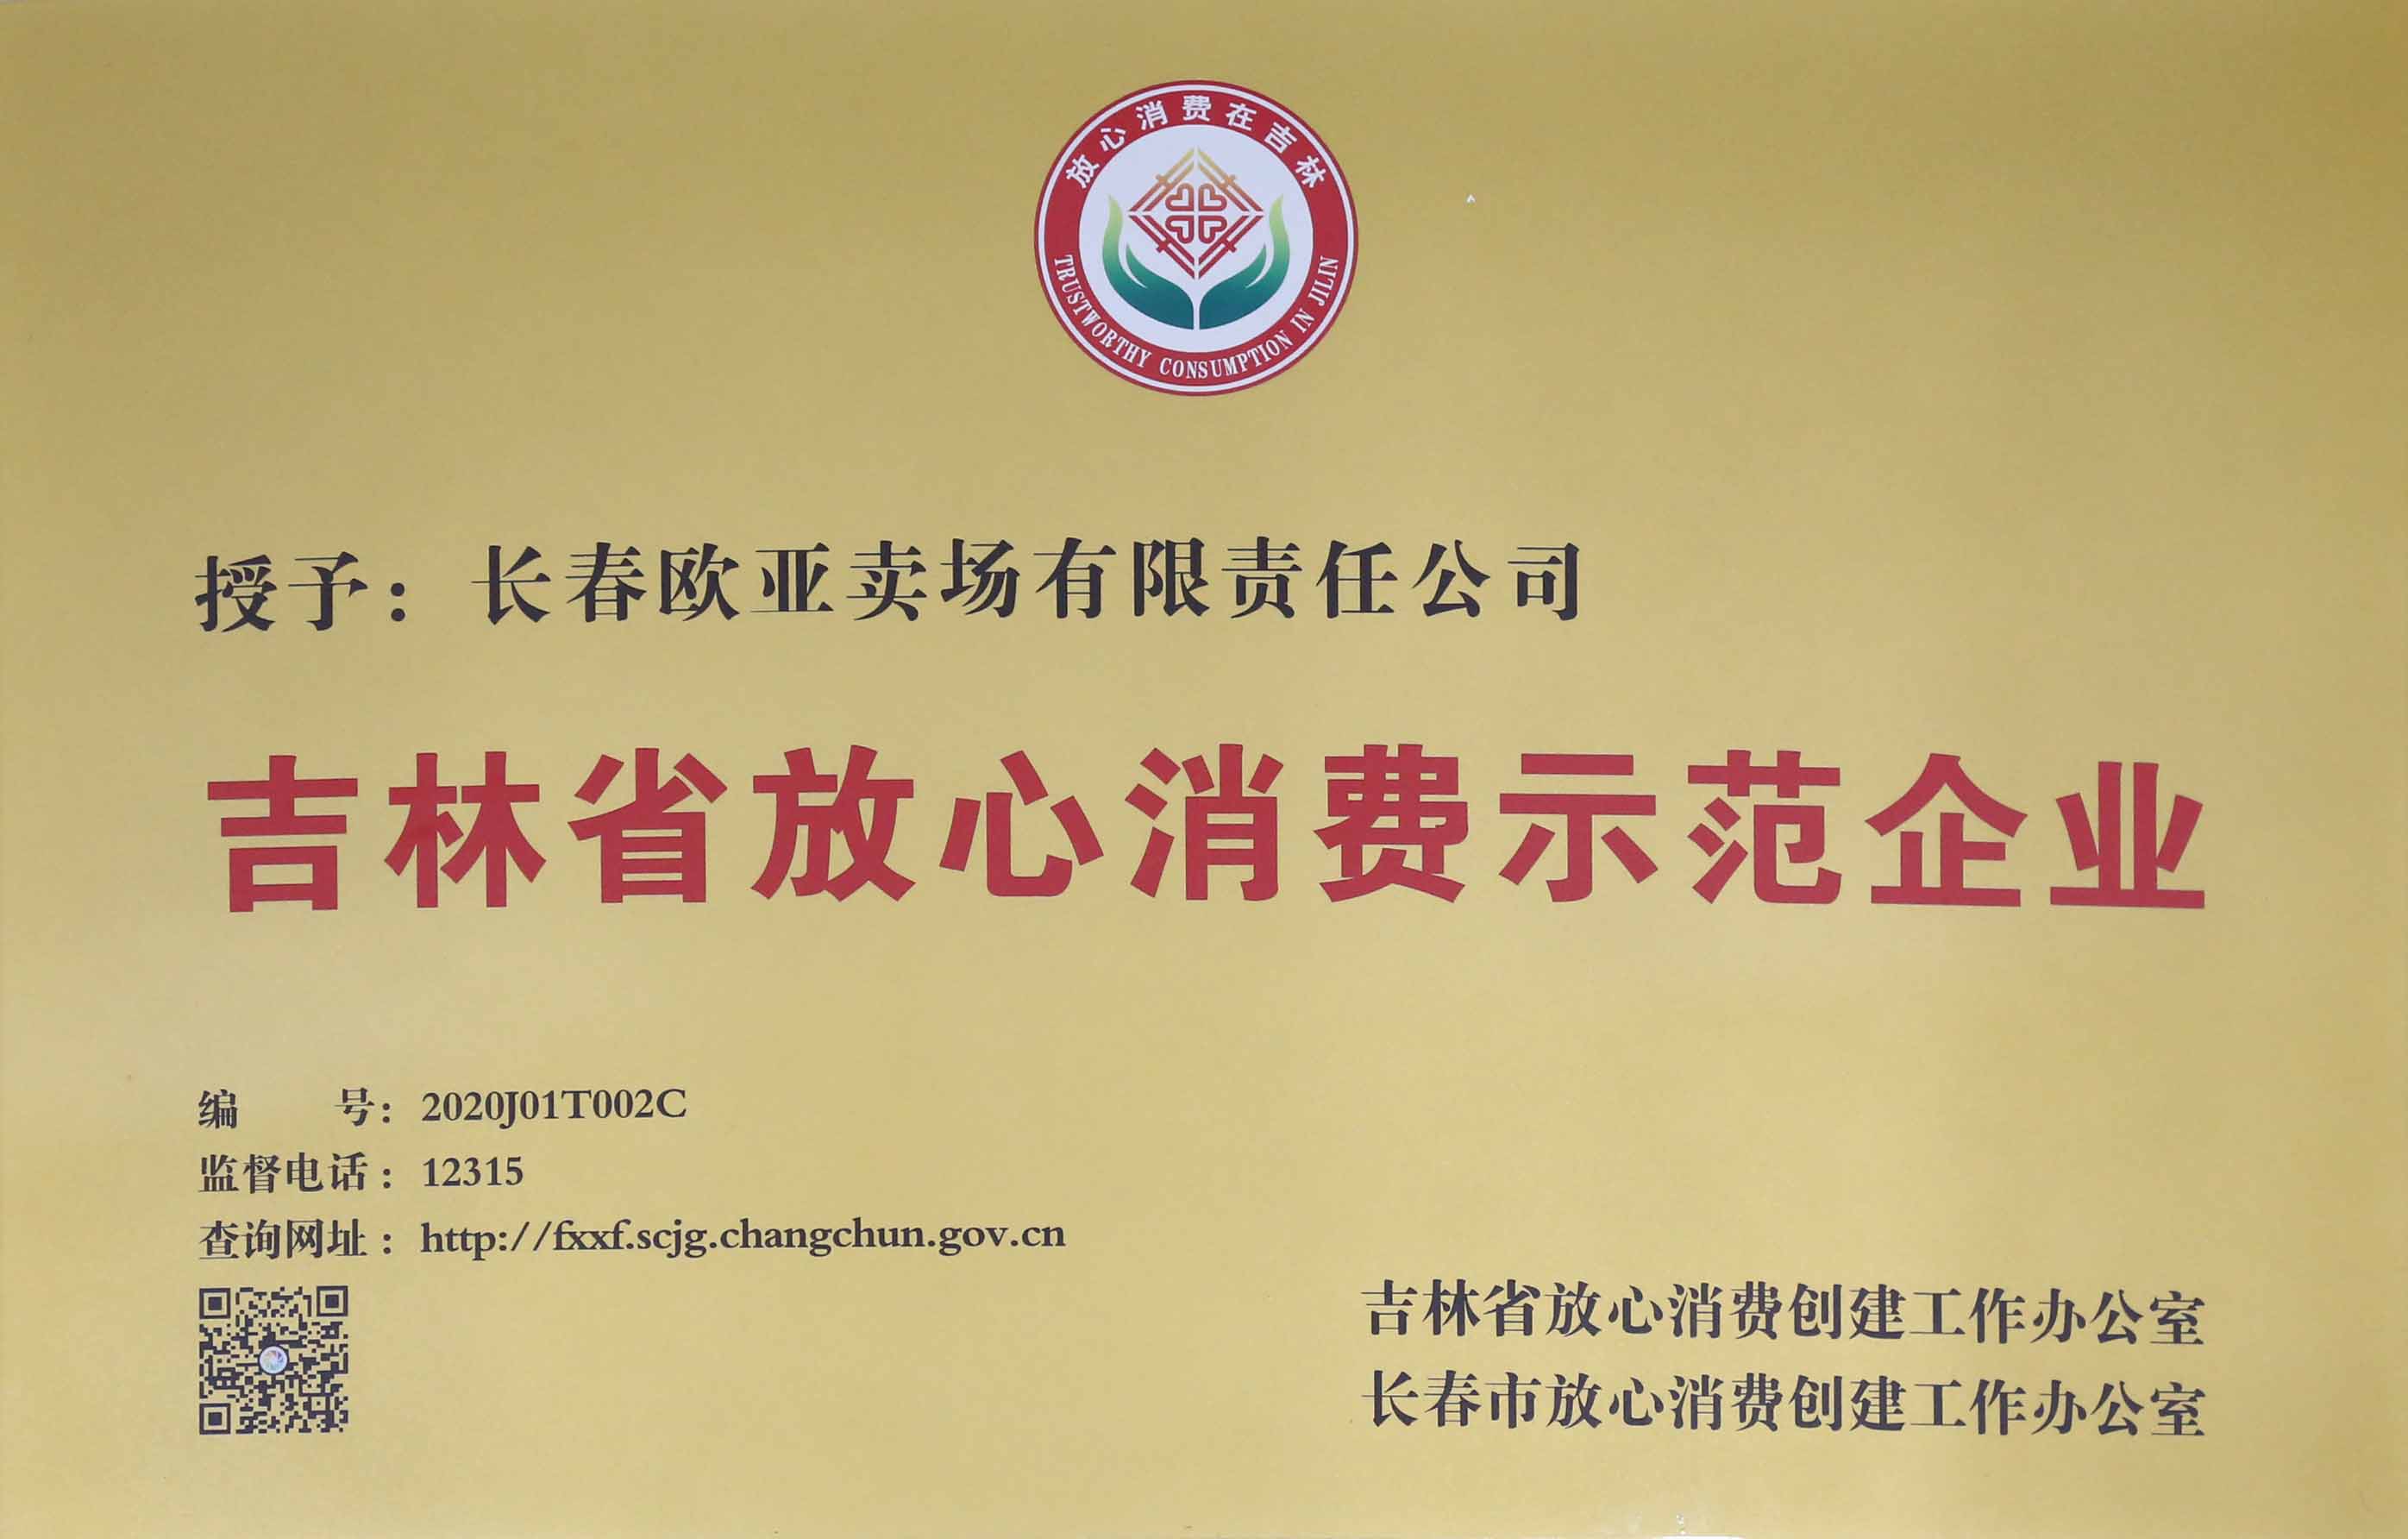 放心消费在吉林
TRUSTWORTHY CONSUMPTION IN JILIN
授予：长春欧亚卖场有限责任公司
吉林省放心消费示范企业
编　　号：2020J01T002C
监督电话：12315
查询网址：http://fxxf.scjg.changchun.gov.cn
吉林省放心消费创建工作办公室
长春市放心消费创建工作办公室